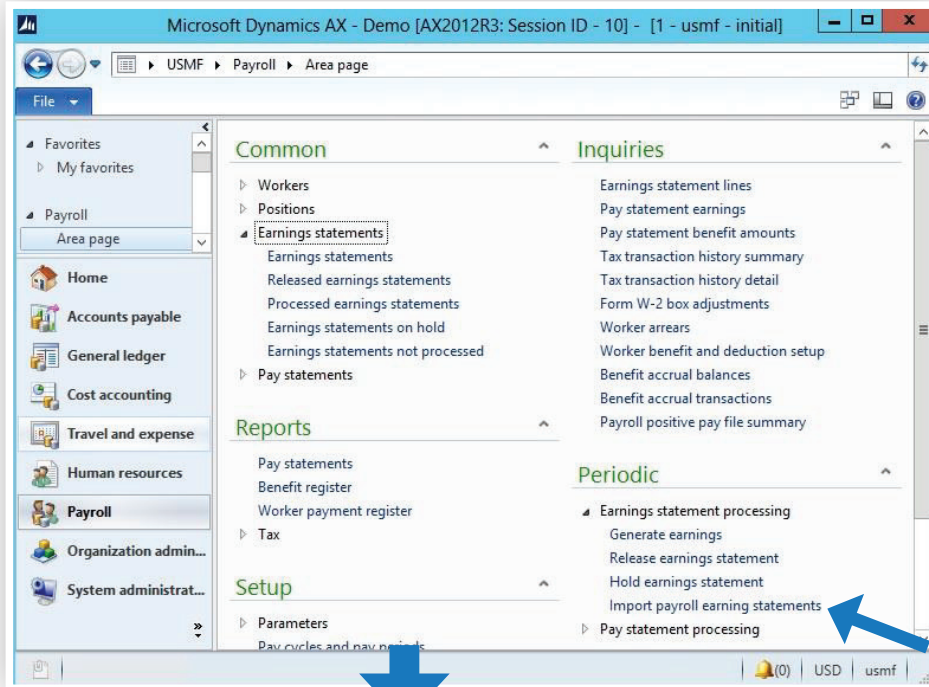 Microsoft Dynamics AX - Demo [AX2012R3: Session ID - 10] - [1 - usmf - initial]
USMF Payroll Area page
File
Favorites
My favorites
Payroll
Area page
Home
Accounts payable
General ledger
Cost accounting
Travel and expense
Human resources
Payroll
Organization admin...
System administrat...
Common
Workers
Positions
Earnings statements
Earnings statements
Released earnings statements
Processed earnings statements
Earnings statements on hold
Earnings statements not processed
Pay statements
Reports
Pay statements
Benefit register
Worker payment register
Tax
Setup
Parameters
Pay cycles and pay periods
Inquiries
Earnings statement lines
Pay statement earnings
Pay statement benefit amounts
Tax transaction history summary
Tax transaction history detail
Form W-2 box adjustments
Worker arrears
Worker benefit and deduction setup
Benefit accrual balances
Benefit accrual transactions
Payroll positive pay file summary
Periodic
Earnings statement processing
Generate earnings
Release earnings statement
Hold earnings statement
Import payroll earning statements
Pay statement processing
(0) USD usmf